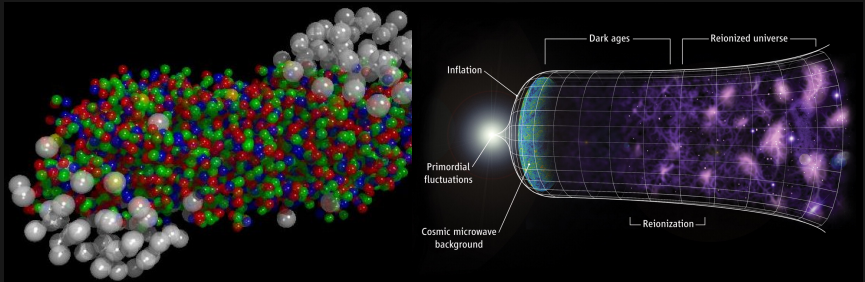 Dark ages
Reionized universe
Inflation
Primordial
fluctuations
Cosmic microwave
background
Reionization